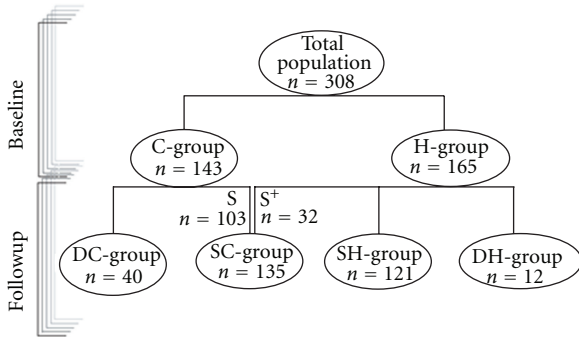 Total
population
n = 308
Baseline
C-group
n = 143
H-group
n = 165
S
n = 103
S+
n = 32
Followup
DC-group
n = 40
SC-group
n = 135
SH-group
n = 121
DH-group
n = 12